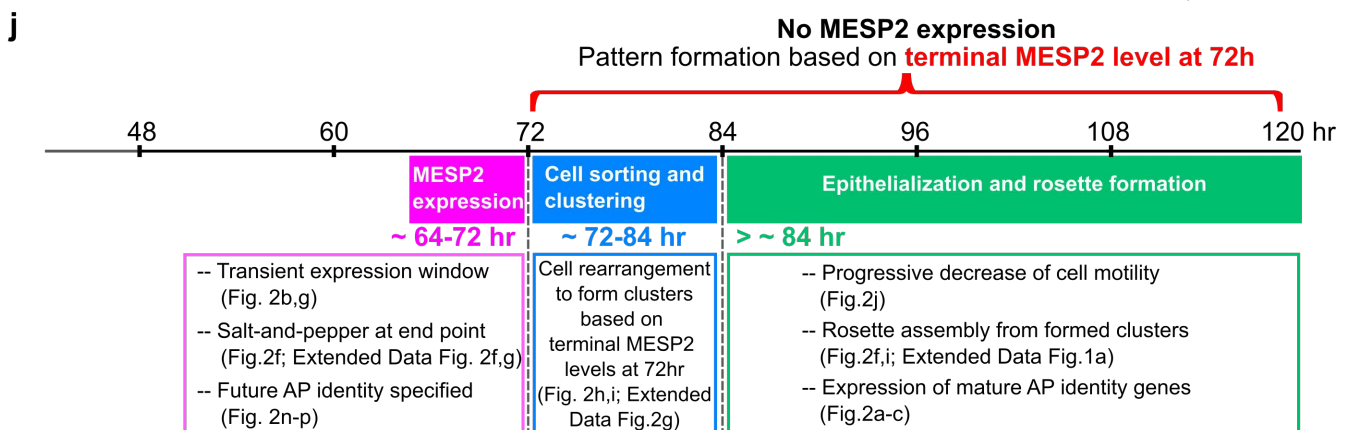 j
No MESP2 expression
Pattern formation based on terminal MESP2 level at 72h
48 60 72 84 96 108 120 hr
MESP2
expression
Cell sorting and
clustering
Epithelialization and rosette formation
~ 64-72 hr
~ 72-84 hr
> ~ 84 hr
-- Transient expression window
(Fig. 2b,g)
-- Salt-and-pepper at end point
(Fig.2f; Extended Data Fig. 2f,g)
-- Future AP identity specified
(Fig. 2n-p)
Cell rearrangement
to form clusters
based on
terminal MESP2
levels at 72hr
(Fig. 2h,i; Extended
Data Fig.2g)
-- Progressive decrease of cell motility
(Fig.2j)
-- Rosette assembly from formed clusters
(Fig.2f,i; Extended Data Fig.1a)
-- Expression of mature AP identity genes
(Fig.2a-c)